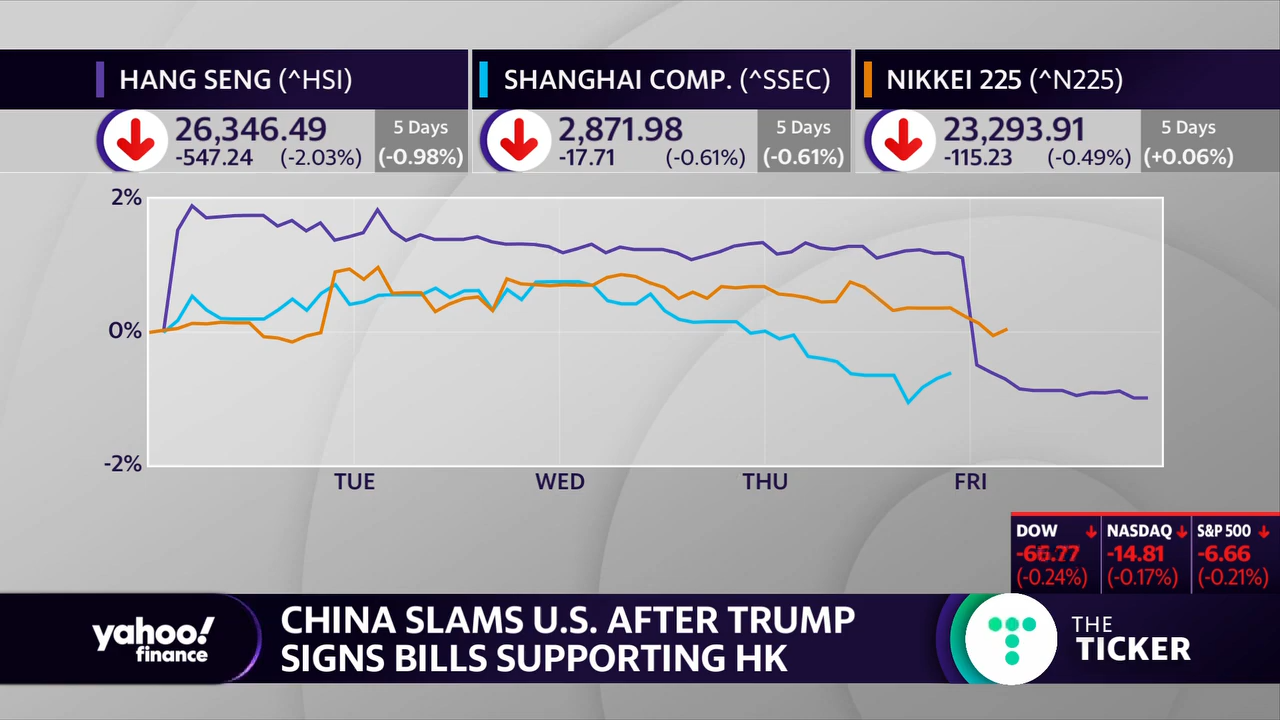 HANG SENG (^HSI)
26,346.49
-547.24 (-2.03%)
5 Days
(-0.98%)
SHANGHAI COMP. (^SSEC)
2,871.98
-17.71 (-0.61%)
5 Days
(-0.61%)
NIKKEI 225 (^N225)
23,293.91
-115.23 (-0.49%)
5 Days
(+0.06%)
2%
0%
-2%
TUE WED THU FRI
DOW
-66.77
(-0.24%)
NASDAQ
-14.81
(-0.17%)
S&P 500
-6.66
(-0.21%)
yahoo!
finance
CHINA SLAMS U.S. AFTER TRUMP
SIGNS BILLS SUPPORTING HK
THE
TICKER